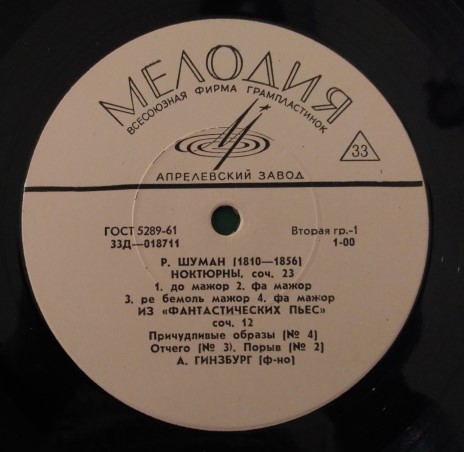 МЕЛОДИЯ
ВСЕСОЮЗНАЯ ФИРМА ГРАМПЛАСТИНОК
33
АПРЕЛЕВСКИЙ ЗАВОД
ГОСТ 5289-61 Вторая гр.-1
33Д—018711 1-00
Р. ШУМАН (1810—1856)
НОКТЮРНЫ, соч. 23
1. до мажор 2. фа мажор
3. ре бемоль мажор 4. фа мажор
ИЗ «ФАНТАСТИЧЕСКИХ ПЬЕС»
соч. 12
Причудливые образы (№ 4)
Отчего (№ 3), Порыв (№ 2)
А. ГИНЗБУРГ (ф-но)